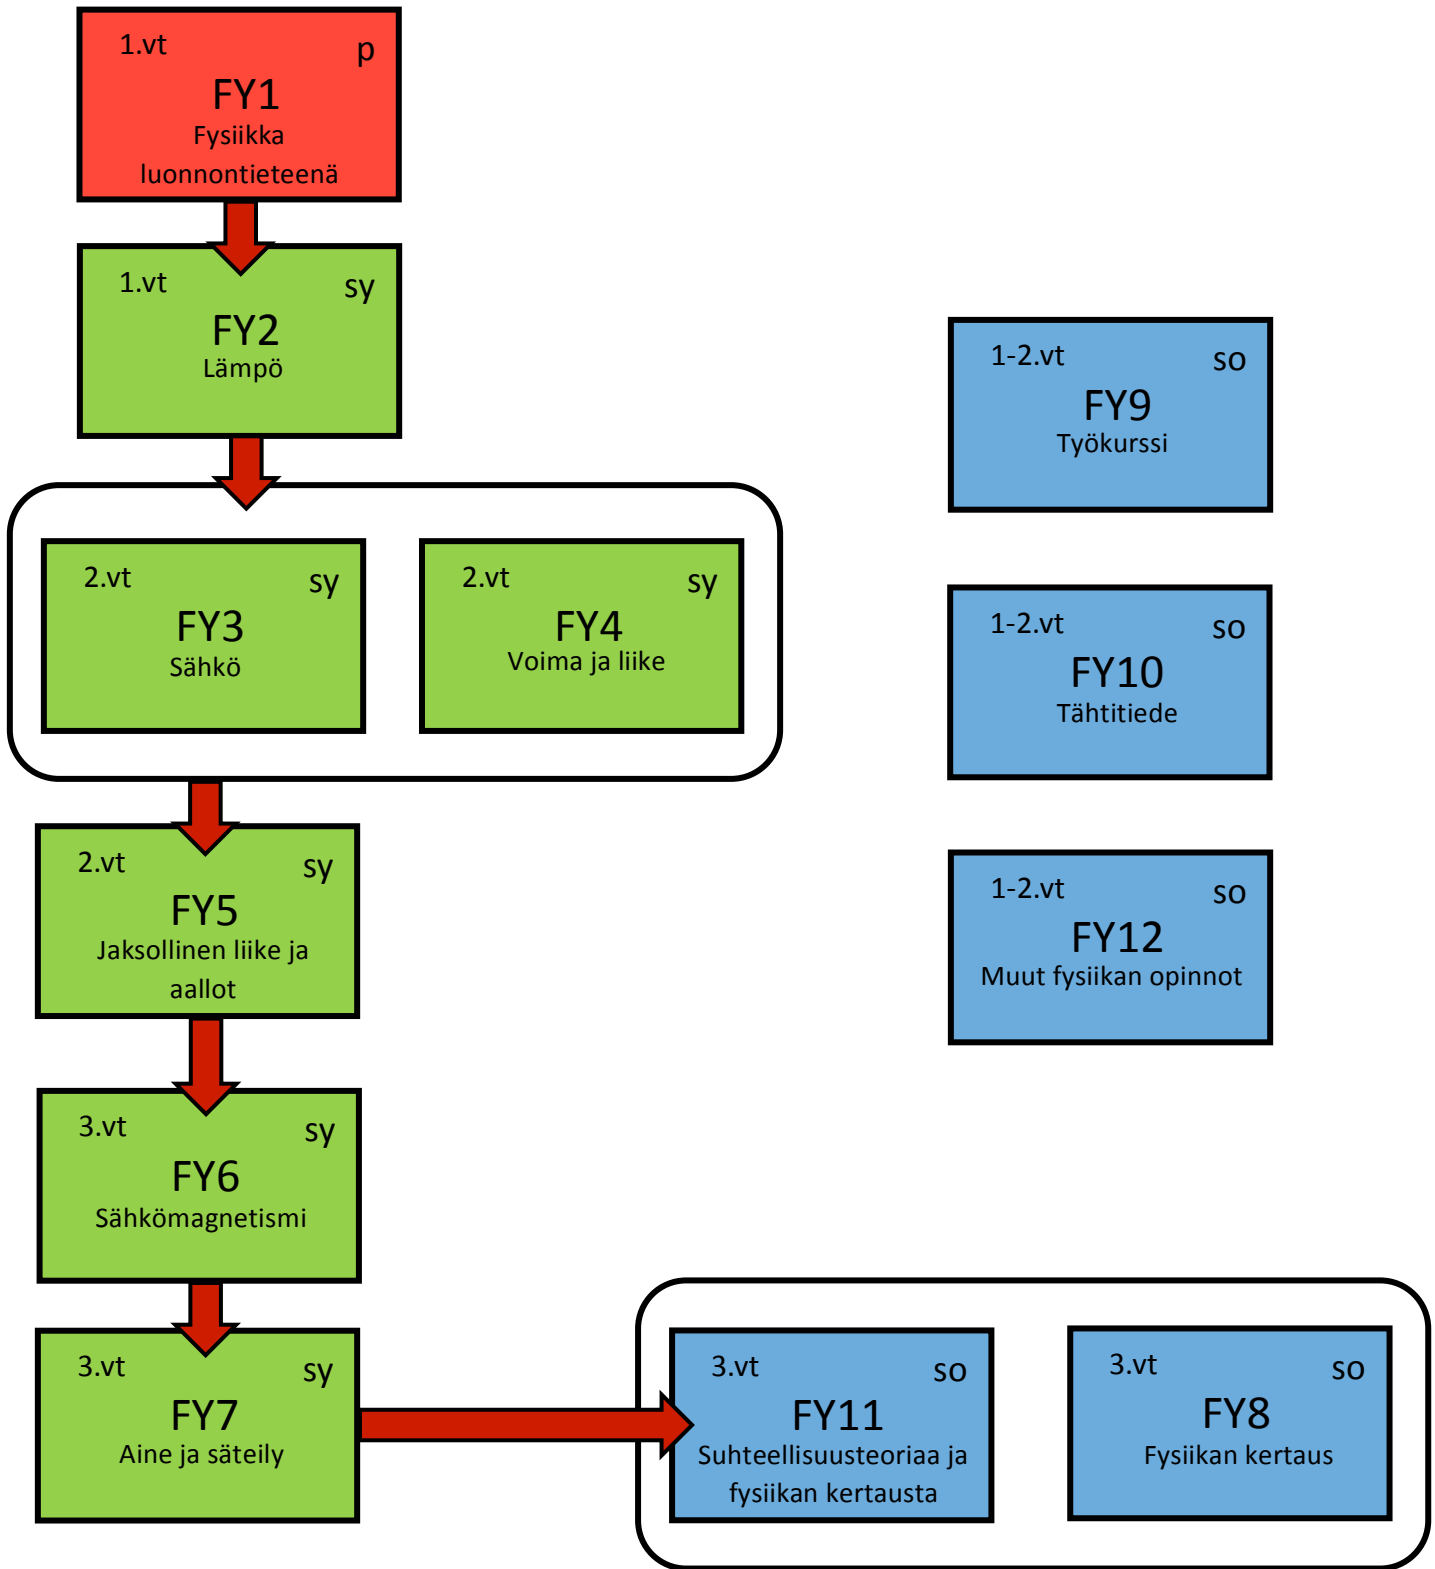 1.vt
p
FY1
Fysiikka
luonnontieteenä
1.vt
sy
FY2
Lämpö
2.vt
sy
FY3
Sähkö
2.vt
sy
FY4
Voima ja liike
2.vt
sy
FY5
Jaksollinen liike ja
aallot
3.vt
sy
FY6
Sähkömagnetismi
3.vt
sy
FY7
Aine ja säteily
3.vt
so
FY11
Suhteellisuusteoriaa ja
fysiikan kertausta
3.vt
so
FY8
Fysiikan kertaus
1-2.vt
so
FY9
Työkurssi
1-2.vt
so
FY10
Tähtitiede
1-2.vt
so
FY12
Muut fysiikan opinnot